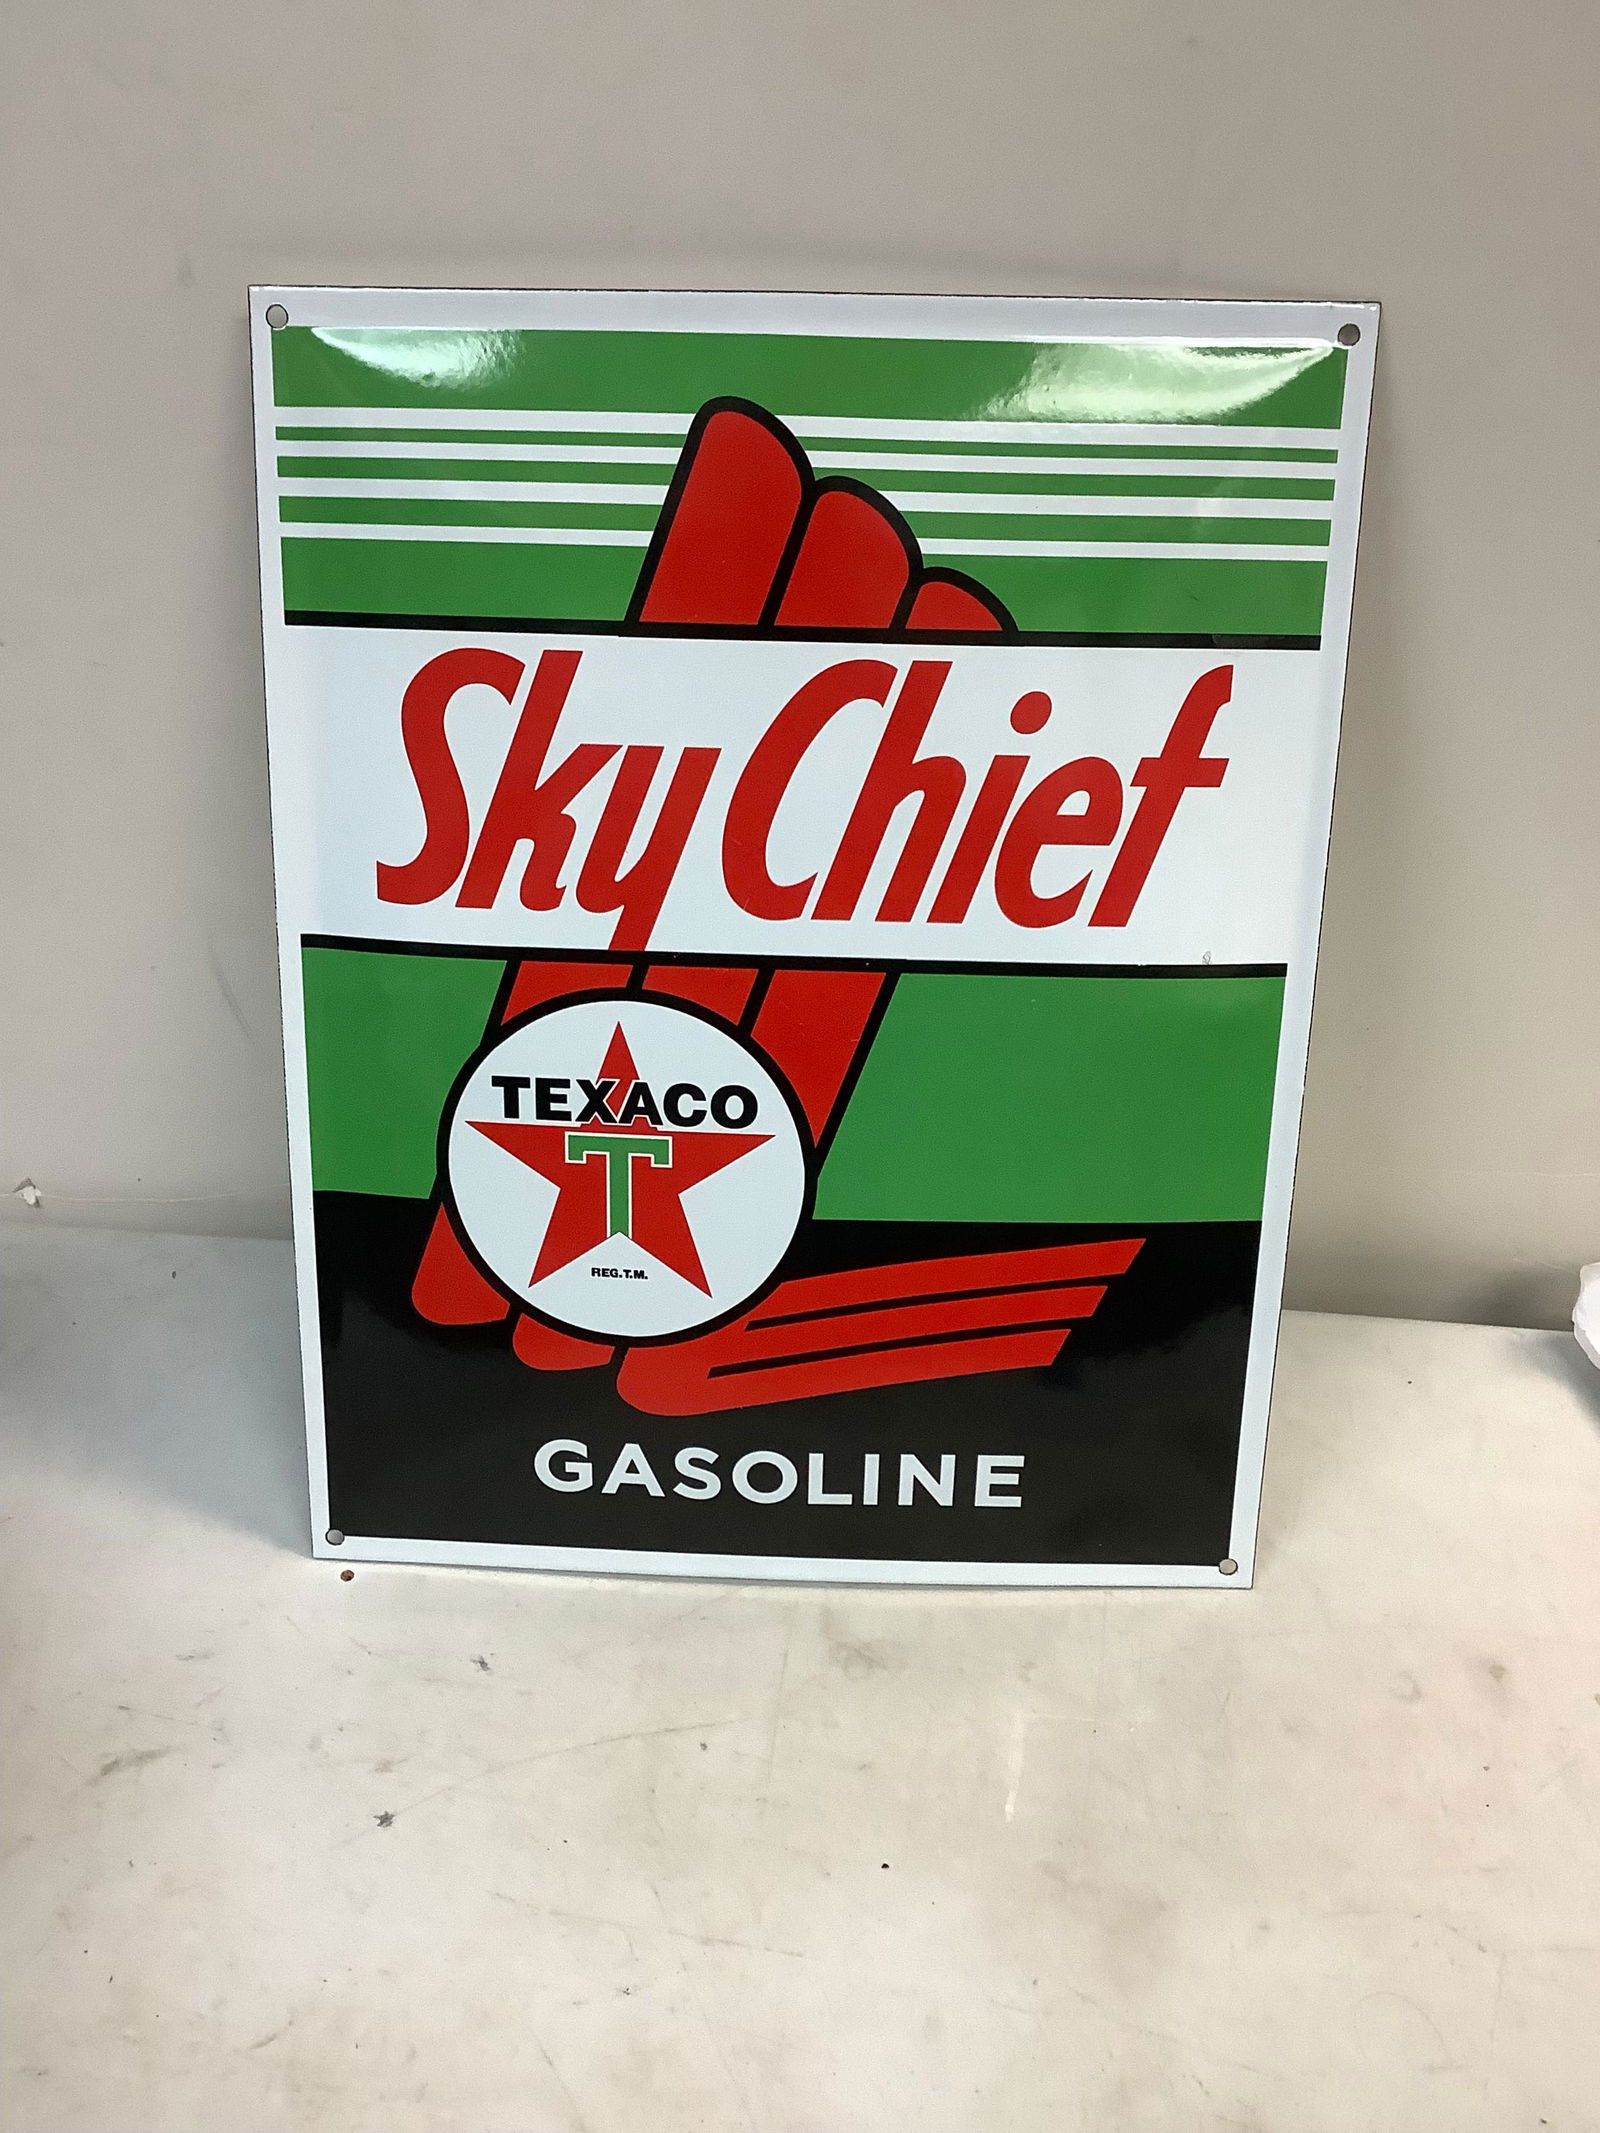 Sky Chief
TEXACO
T
REG.T.M.
GASOLINE